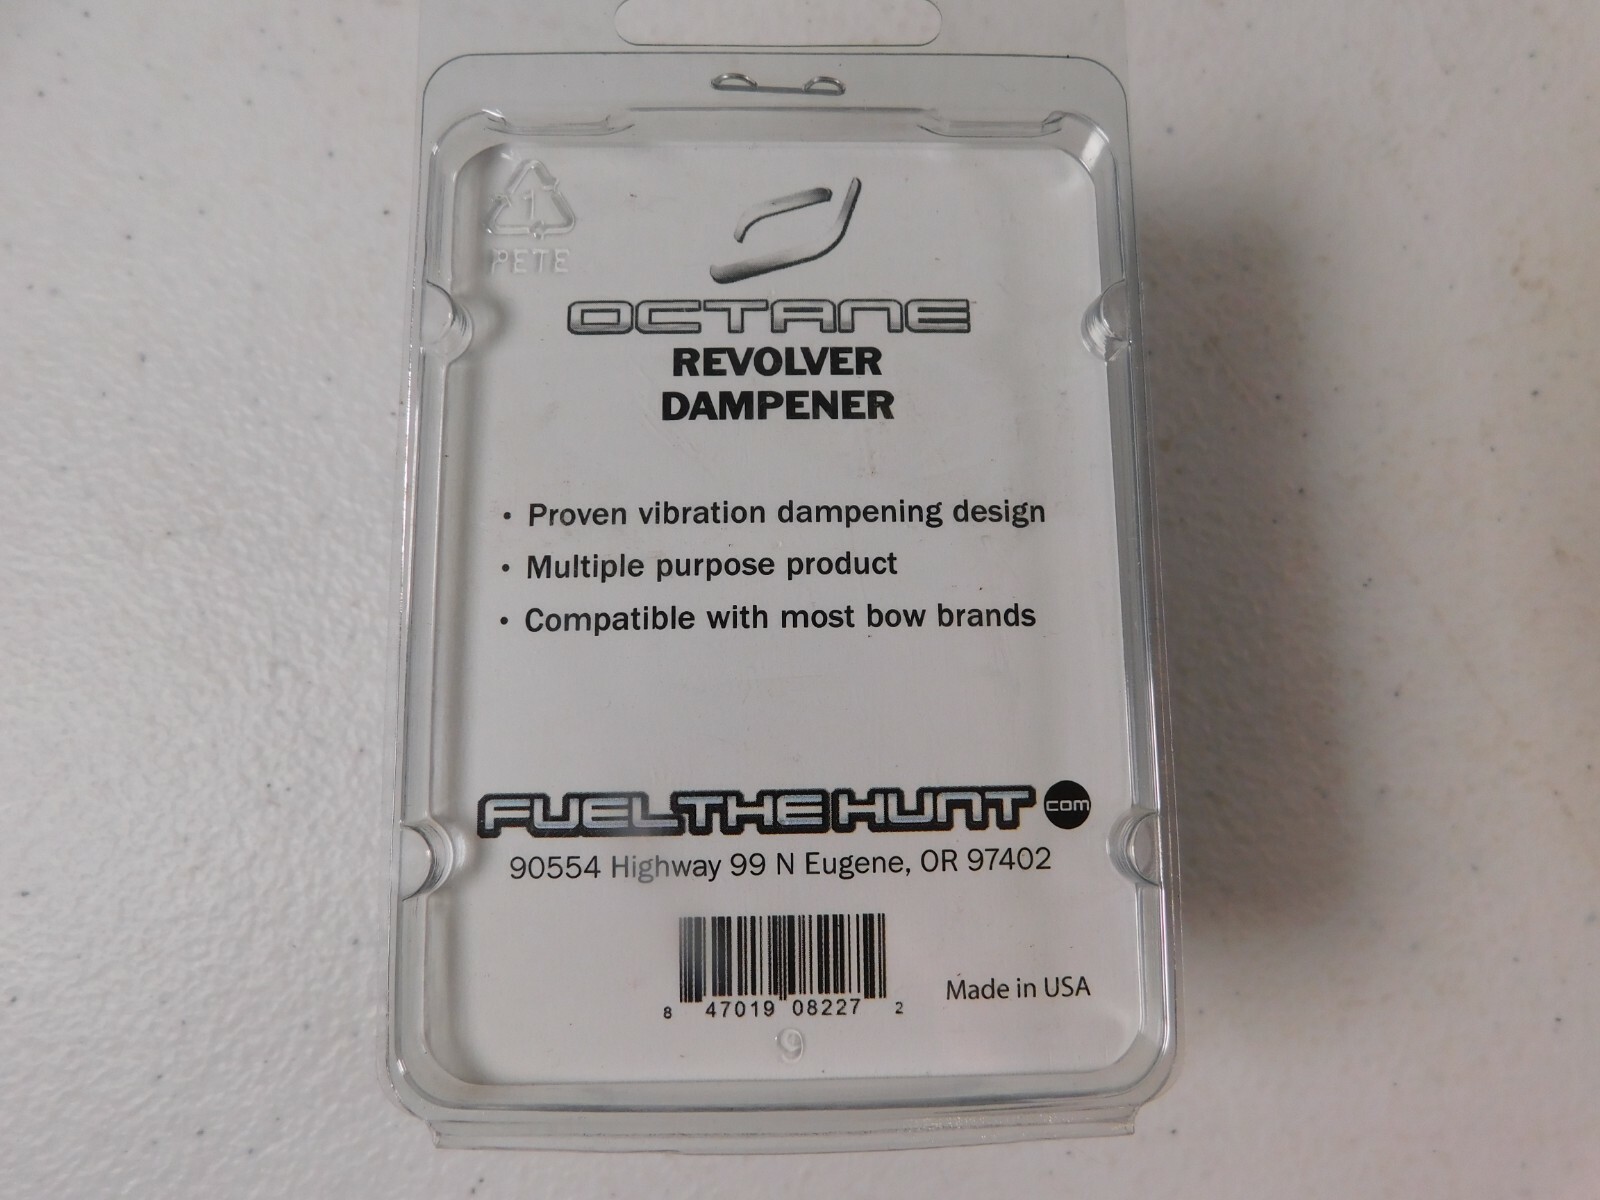 1
PETE
OCTANE
REVOLVER
DAMPENER
• Proven vibration dampening design
• Multiple purpose product
• Compatible with most bow brands
FUELTHEHUNT com
90554 Highway 99 N Eugene, OR 97402
8 47019 08227 2
Made in USA
9